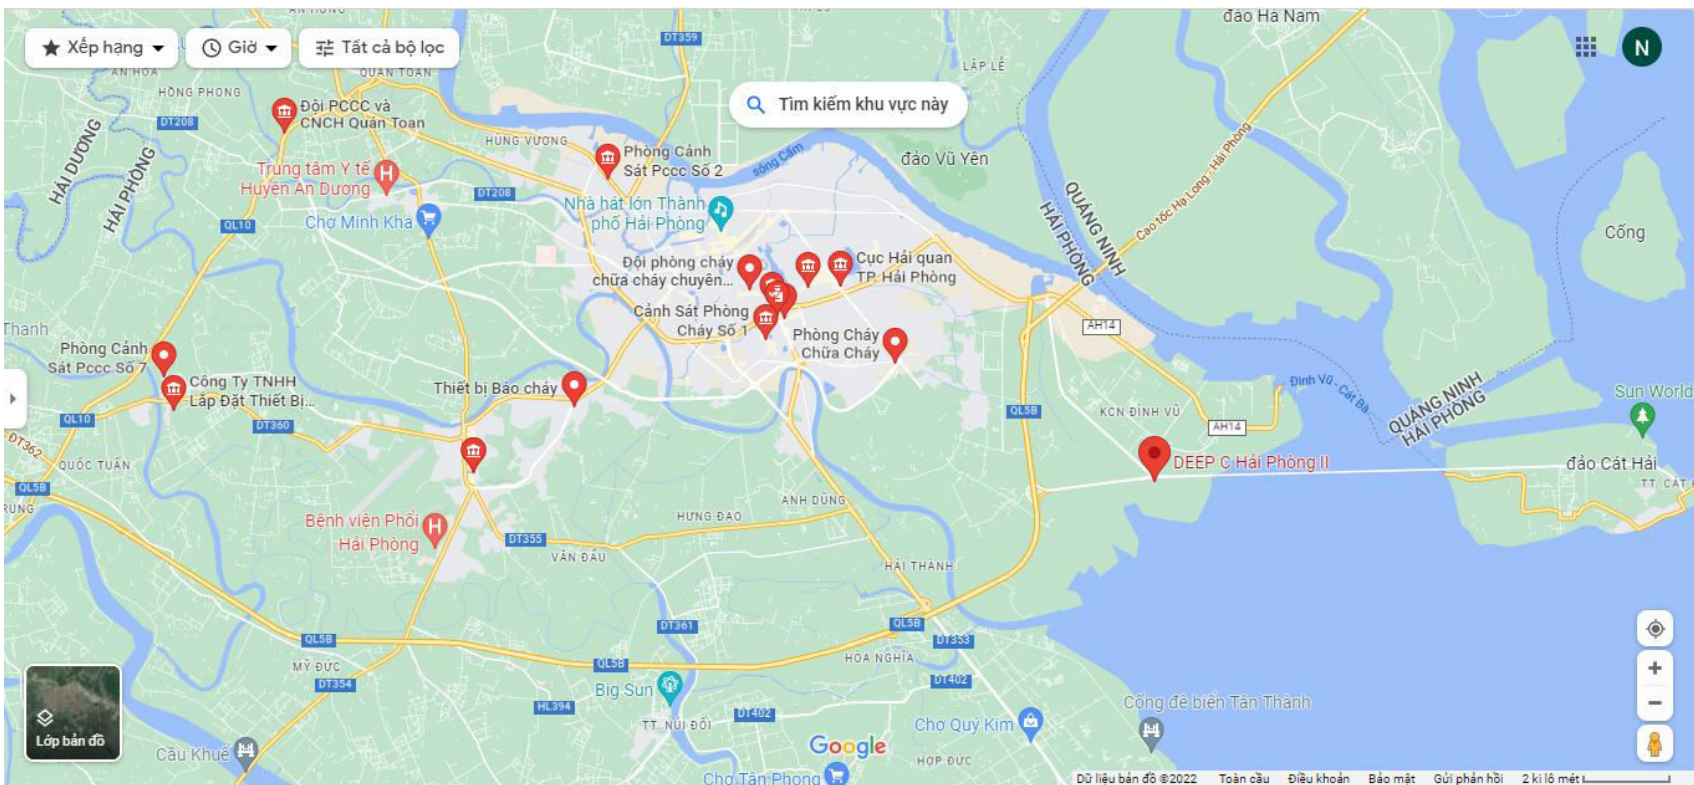 AN HỒNG
đảo Hà Nam
DT359
Xếp hạng
Giờ
Tất cả bộ lọc
N
AN HÒA
QUÁN TOAN
LẬP LỄ
HỒNG PHONG
Tìm kiếm khu vực này
Đội PCCC và
CNCH Quán Toan
DT208
HẢI DƯƠNG
HẢI PHÒNG
HÙNG VƯƠNG
Phòng Cảnh
Sát Pccc Số 2
sông Cấm
đảo Vũ Yên
Cao tốc Hạ Long - Hải Phòng
Trung tâm Y tế
Huyện An Dương
DT208
QUẢNG NINH
HẢI PHÒNG
Nhà hát lớn Thành
phố Hải Phòng
Chợ Minh Kha
QL10
Cống
Đội phòng cháy
chữa cháy chuyên...
Cục Hải quan
TP. Hải Phòng
Cảnh Sát Phòng
Cháy Số 1
Thanh
AH14
Phòng Cháy
Chữa Cháy
Phòng Cảnh
Sát Pccc Số 7
Công Ty TNHH
Lắp Đặt Thiết Bị...
Thiết bị Báo cháy
Đình Vũ - Cát Bà
QUẢNG NINH
HẢI PHÒNG
Sun World
QL10
DT360
QL5B
KCN ĐÌNH VŨ
AH14
DT362
QUỐC TUẤN
DEEP C Hải Phòng II
đảo Cát Hải
QL5B
TT. CÁT
RUNG
ANH DŨNG
HƯNG ĐẠO
Bệnh viện Phổi
Hải Phòng
DT355
VĂN ĐẨU
HẢI THÀNH
QL5B
DT361
QL5B
DT353
MỸ ĐỨC
QL5B
HÒA NGHĨA
DT354
Big Sun
DT402
HL394
DT402
Cống đê biển Tân Thành
TT. NÚI ĐỐI
Chợ Quý Kim
Lớp bản đồ
Cầu Khuể
Google
HỢP ĐỨC
Chợ Tân Phong
Dữ liệu bản đồ ©2022 Toàn cầu Điều khoản Bảo mật Gửi phản hồi 2 ki lô mét